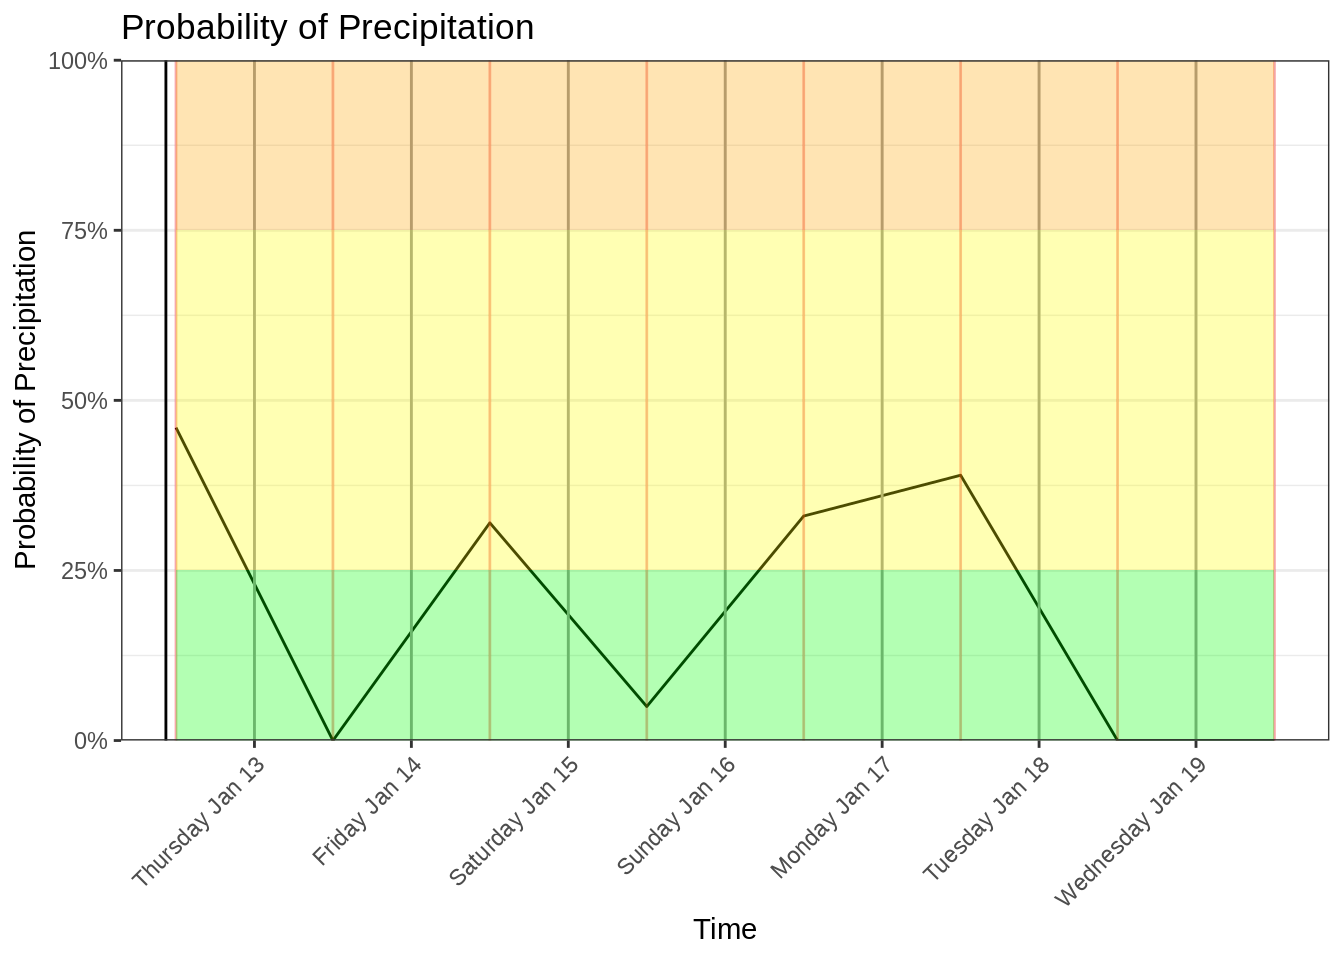 Probability of Precipitation
Probability of Precipitation
100%
75%
50%
25%
0%
Thursday Jan 13
Friday Jan 14
Saturday Jan 15
Sunday Jan 16
Monday Jan 17
Tuesday Jan 18
Wednesday Jan 19
Time